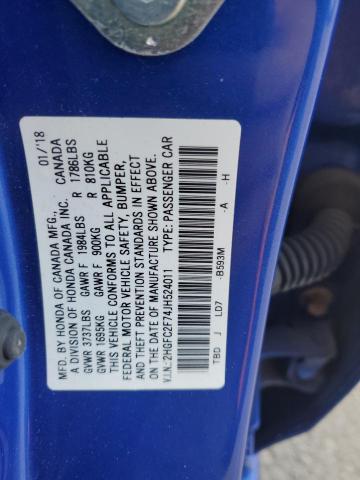 MFD. BY HONDA OF CANADA MFG., 01/'18
A DIVISION OF HONDA CANADA INC. CANADA
GVWR 3737LBS GAWR F 1984LBS R 1786LBS
GVWR 1695KG GAWR F 900KG R 810KG
THIS VEHICLE CONFORMS TO ALL APPLICABLE
FEDERAL MOTOR VEHICLE SAFETY, BUMPER,
AND THEFT PREVENTION STANDARDS IN EFFECT
ON THE DATE OF MANUFACTURE SHOWN ABOVE.
V.I.N.:2HGFC2F74JH524011 TYPE: PASSENGER CAR
TBD J LD7 -B593M -A -H